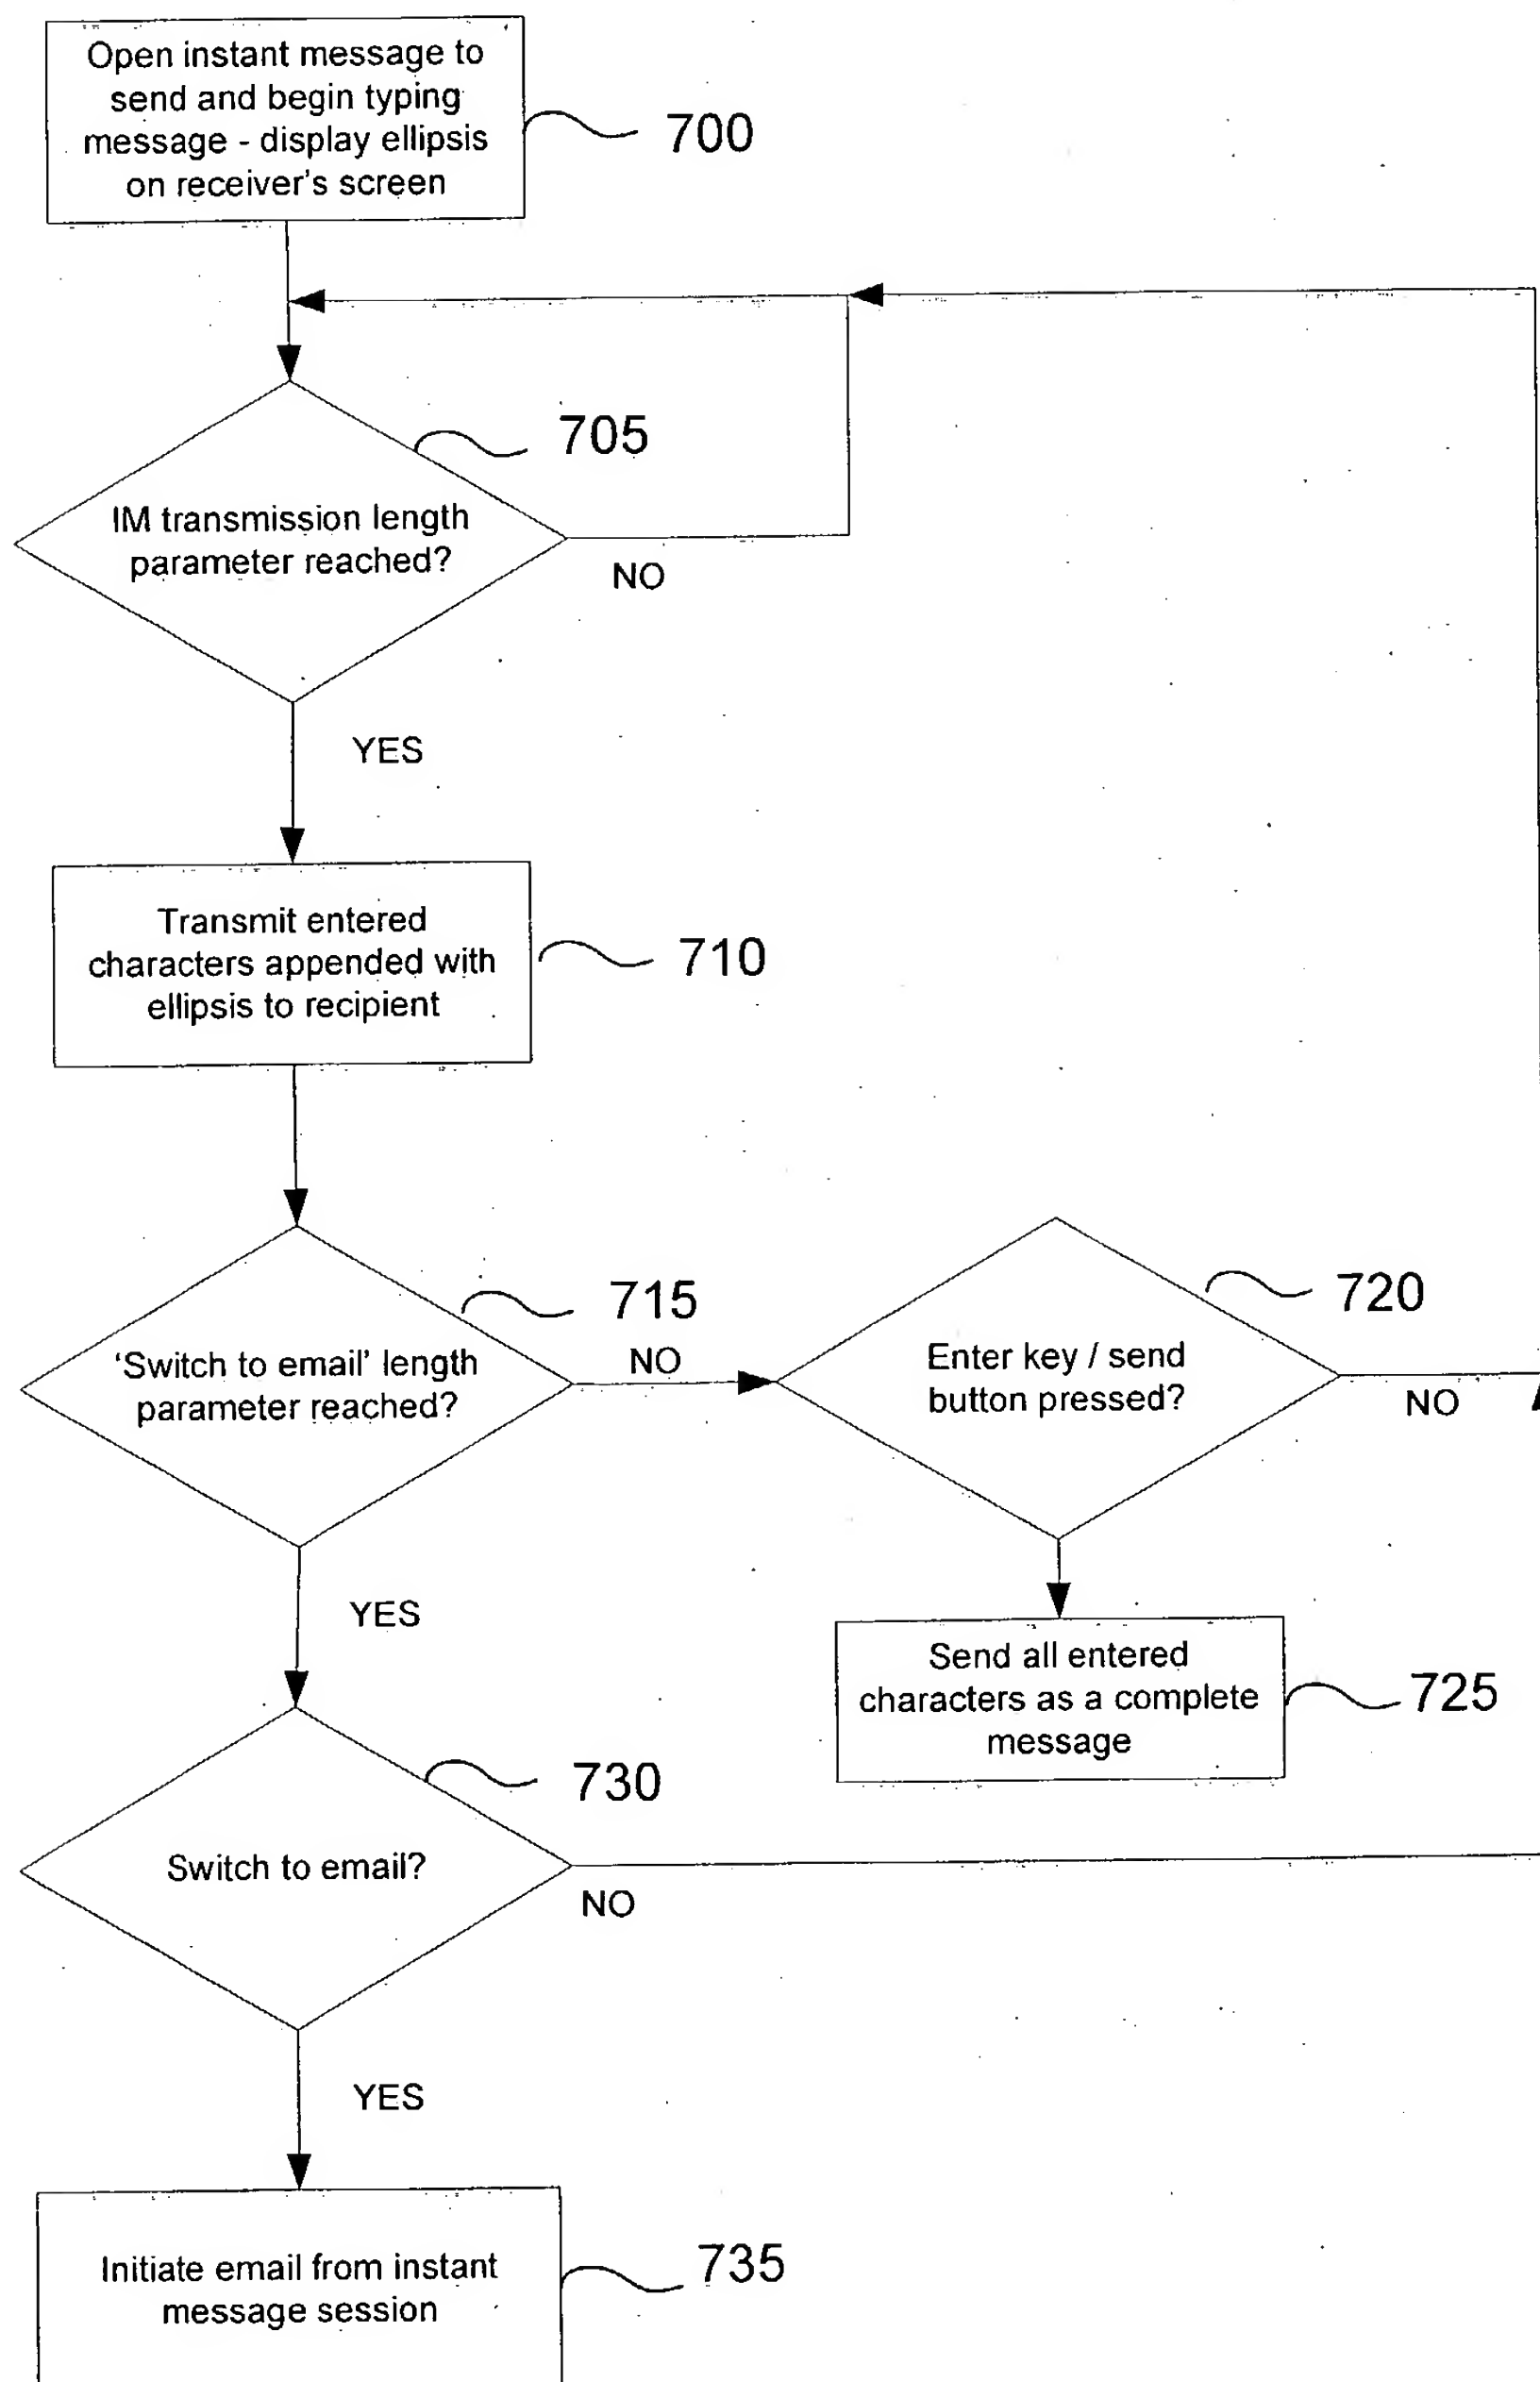 Open instant message to
send and begin typing
message - display ellipsis
on receiver's screen
700
705
IM transmission length
parameter reached?
NO
YES
Transmit entered
characters appended with
ellipsis to recipient
710
715
'Switch to email' length
parameter reached?
NO
720
Enter key / send
button pressed?
NO
YES
Send all entered
characters as a complete
message
725
730
Switch to email?
NO
YES
Initiate email from instant
message session
735